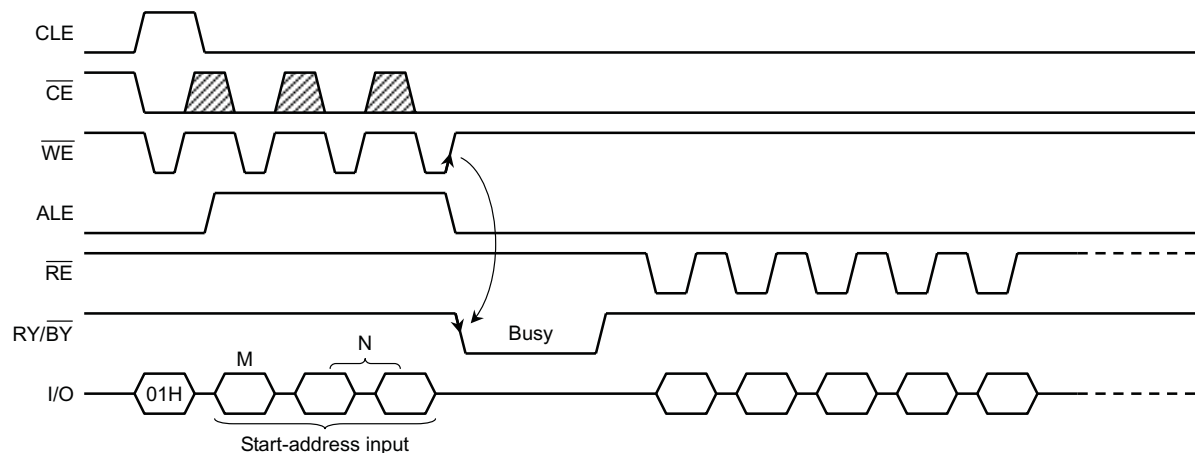 CLE
CE
WE
ALE
RE
RY/BY
Busy
M
N
I/O
01H
Start-address input